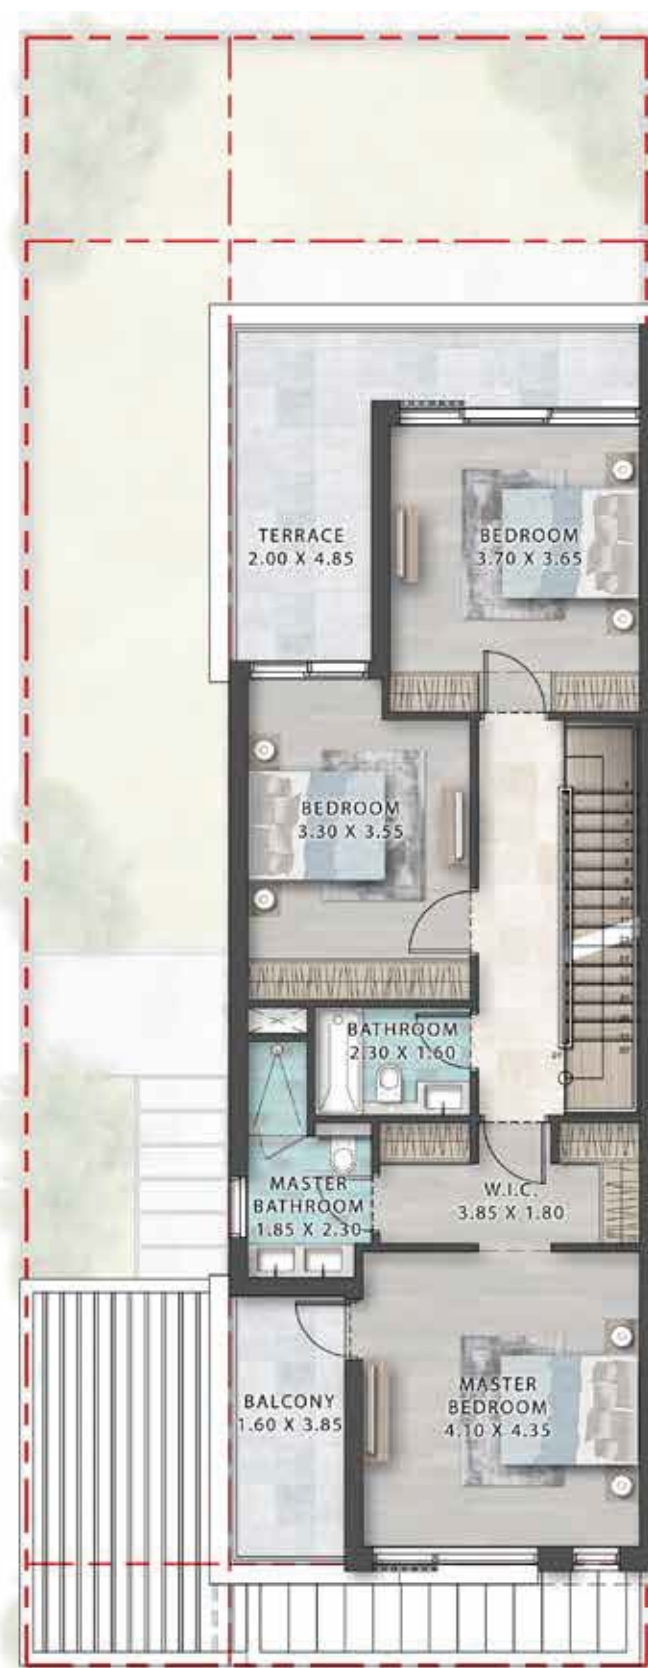 TERRACE
2.00 X 4.85
BEDROOM
3.70 X 3.65
BEDROOM
3.30 X 3.55
BATHROOM
2.30 X 1.60
MASTER
BATHROOM
1.85 X 2.30
W.I.C.
3.85 X 1.80
BALCONY
1.60 X 3.85
MASTER
BEDROOM
4.10 X 4.35